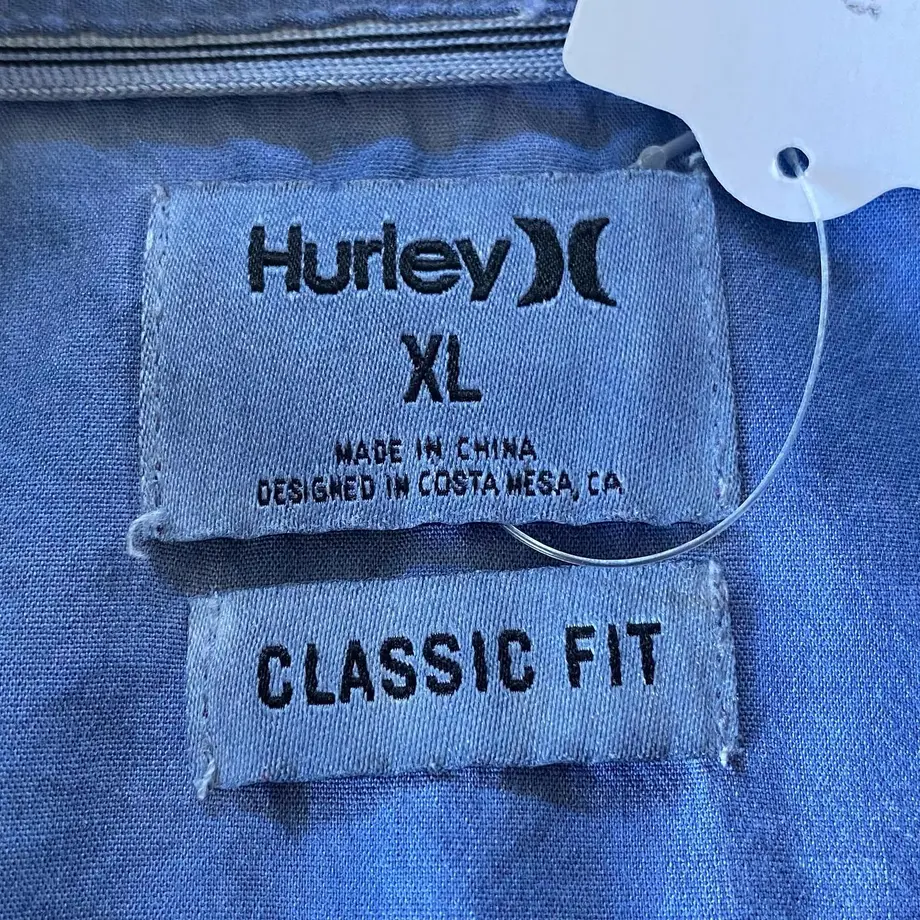 Hurley
XL
MADE IN CHINA
DESIGNED IN COSTA MESA, CA
CLASSIC FIT